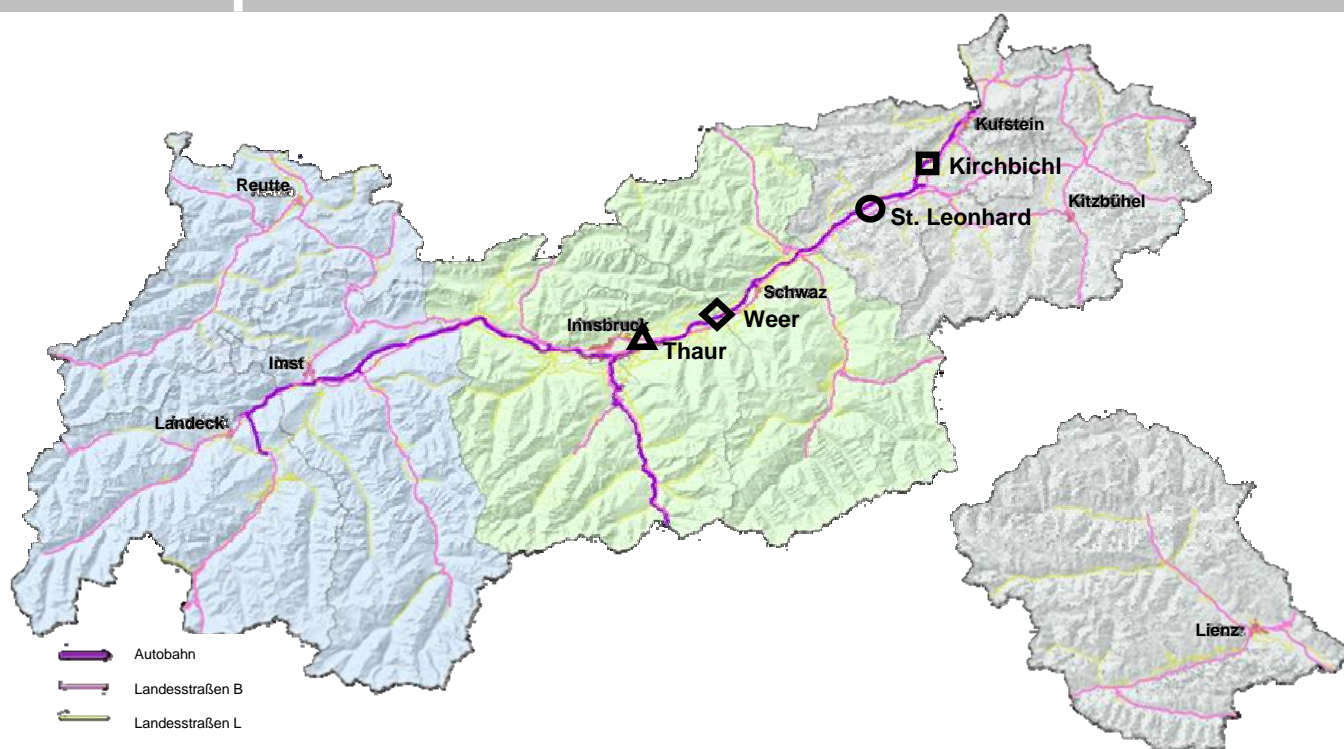 Kufstein
Kirchbichl
Reutte
Kitzbühel
St. Leonhard
Schwaz
Weer
Innsbruck
Thaur
Imst
Landeck
Lienz
Autobahn
Landesstraßen B
Landesstraßen L